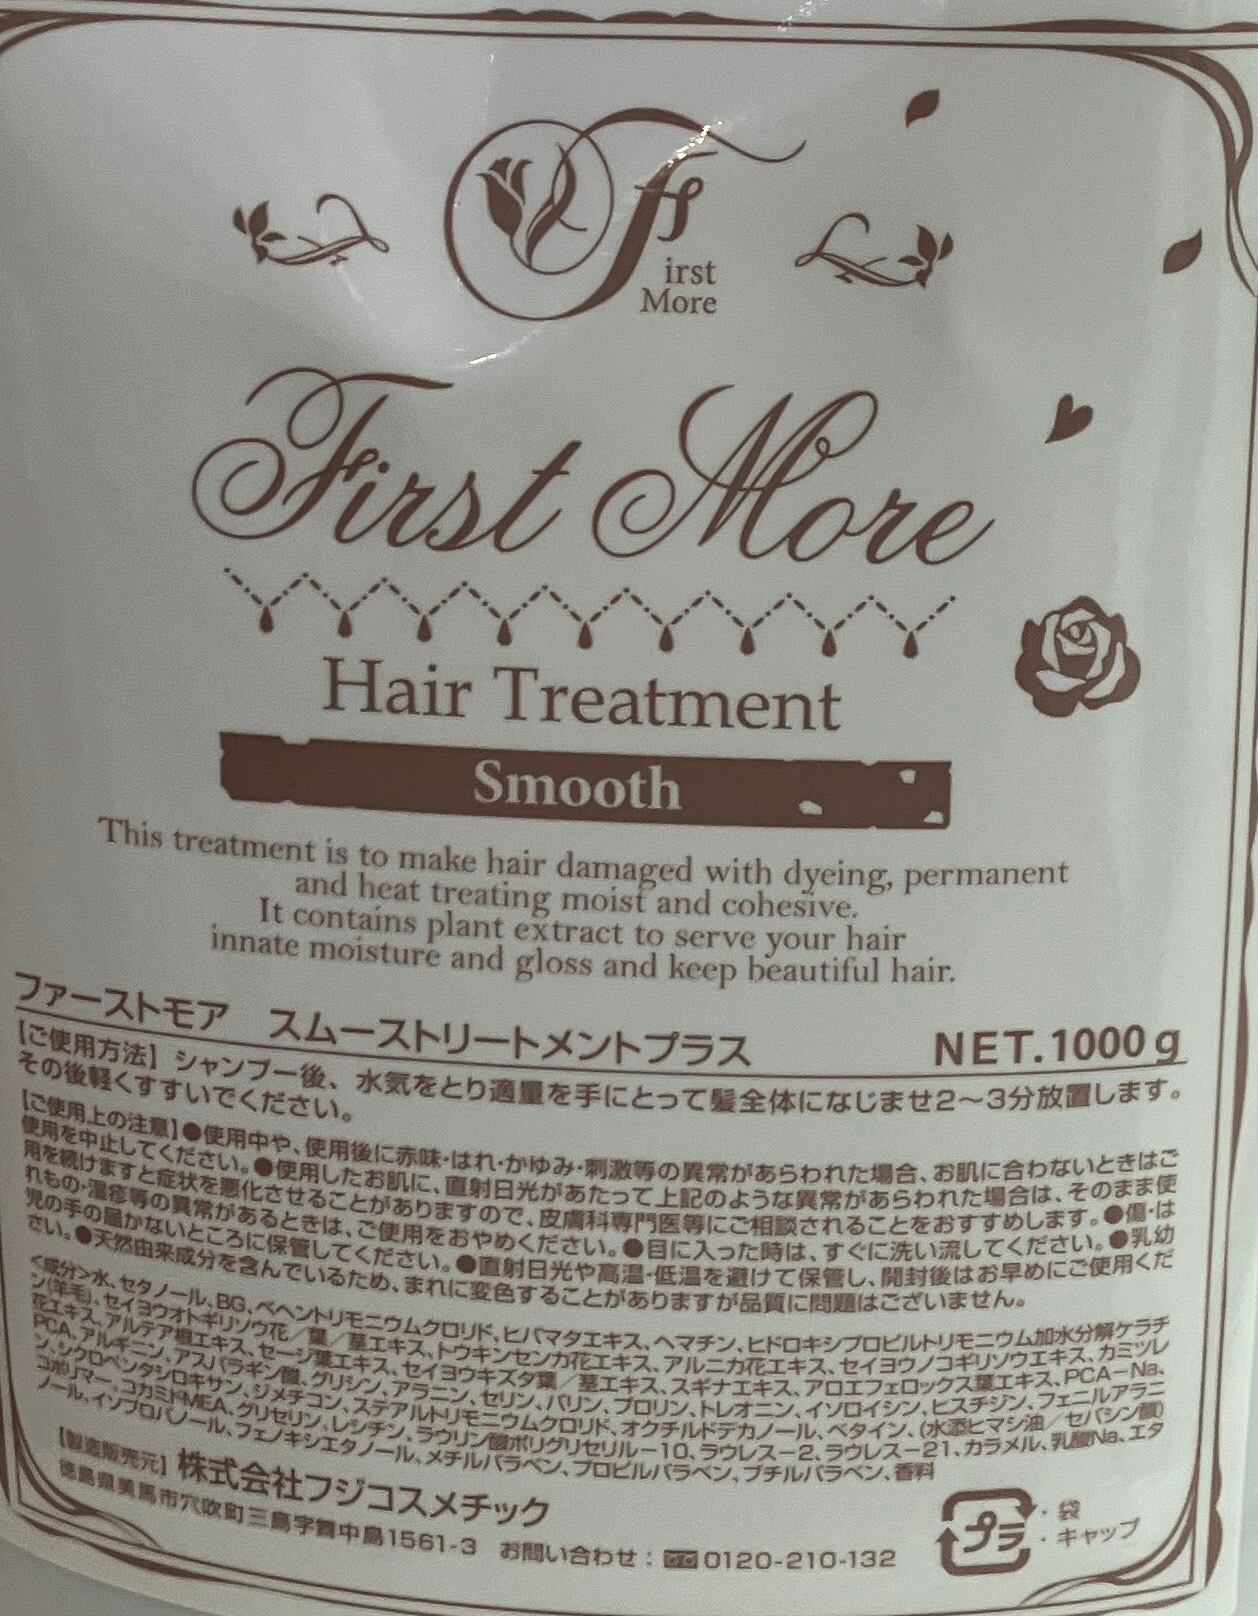 First
More
First More
Hair Treatment
Smooth
This treatment is to make hair damaged with dyeing, permanent
and heat treating moist and cohesive.
It contains plant extract to serve your hair
innate moisture and gloss and keep beautiful hair.
ファーストモア スムーストリートメントプラス NET.1000g
【ご使用方法】シャンプー後、水気をとり適量を手にとって髪全体になじませ2～3分放置します。
その後軽くすすいでください。
【ご使用上の注意】●使用中や、使用後に赤味・はれ・かゆみ・刺激等の異常があらわれた場合、お肌に合わないときはご
使用を中止してください。●使用したお肌に、直射日光があたって上記のような異常があらわれた場合は、そのまま使
用を続けますと症状を悪化させることがありますので、皮膚科専門医等にご相談されることをおすすめします。●傷・は
れもの・湿疹等の異常があるときは、ご使用をおやめください。●目に入った時は、すぐに洗い流してください。●乳幼
児の手の届かないところに保管してください。●直射日光や高温・低温を避けて保管し、開封後はお早めにご使用くだ
さい。●天然由来成分を含んでいるため、まれに変色することがありますが品質に問題はございません。
<成分>水、セタノール、BG、ベヘントリモニウムクロリド、ヒバマタエキス、ヘマチン、ヒドロキシプロピルトリモニウム加水分解ケラチ
ン(羊毛)、セイヨウオトギリソウ花／葉／茎エキス、トウキンセンカ花エキス、アルニカ花エキス、セイヨウノコギリソウエキス、カミツレ
花エキス、アルテア根エキス、セージ葉エキス、セイヨウキズタ葉／茎エキス、スギナエキス、アロエフェロックス葉エキス、PCA－Na、
PCA、アルギニン、アスパラギン酸、グリシン、アラニン、セリン、バリン、プロリン、トレオニン、イソロイシン、ヒスチジン、フェニルアラニ
ン、シクロペンタシロキサン、ジメチコン、ステアルトリモニウムクロリド、オクチルドデカノール、ベタイン、(水添ヒマシ油／セバシン酸)
コポリマー、コカミドMEA、グリセリン、レシチン、ラウリン酸ポリグリセリル－10、ラウレス－2、ラウレス－21、カラメル、乳酸Na、エタ
ノール、イソプロパノール、フェノキシエタノール、メチルパラベン、プロピルパラベン、ブチルパラベン、香料
【製造販売元】株式会社フジコスメチック
徳島県美馬市穴吹町三島字舞中島1561-3 お問い合わせ：0120-210-132
プラ ・袋
・キャップ